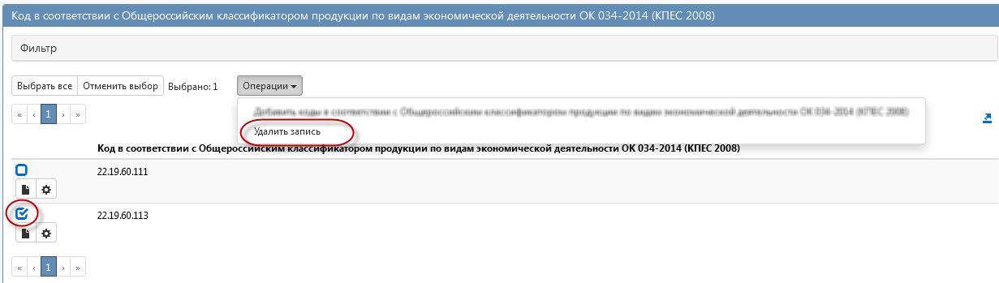 Код в соответствии с Общероссийским классификатором продукции по видам экономической деятельности ОК 034-2014 (КПЕС 2008)
Фильтр
Выбрать все Отменить выбор Выбрано: 1 Операции
« ‹ 1 › »
Добавить коды в соответствии с Общероссийским классификатором продукции по видам экономической деятельности ОК 034-2014 (КПЕС 2008)
Удалить запись
Код в соответствии с Общероссийским классификатором продукции по видам экономической деятельности ОК 034-2014 (КПЕС 2008)
22.19.60.111
22.19.60.113
« ‹ 1 › »